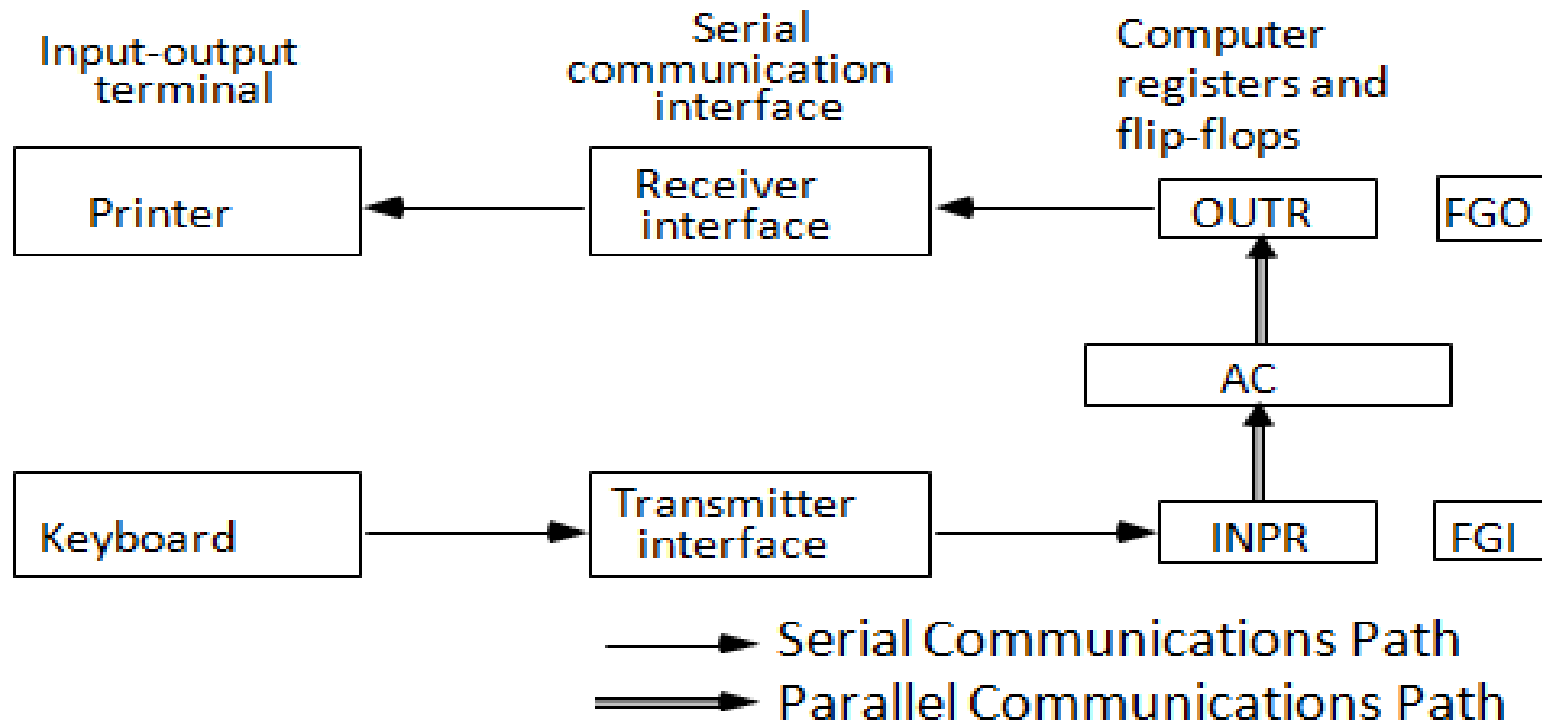 Input-output
terminal
Serial
communication
interface
Computer
registers and
flip-flops
Printer
Receiver
interface
OUTR
FGO
AC
Keyboard
Transmitter
interface
INPR
FGI
Serial Communications Path
Parallel Communications Path